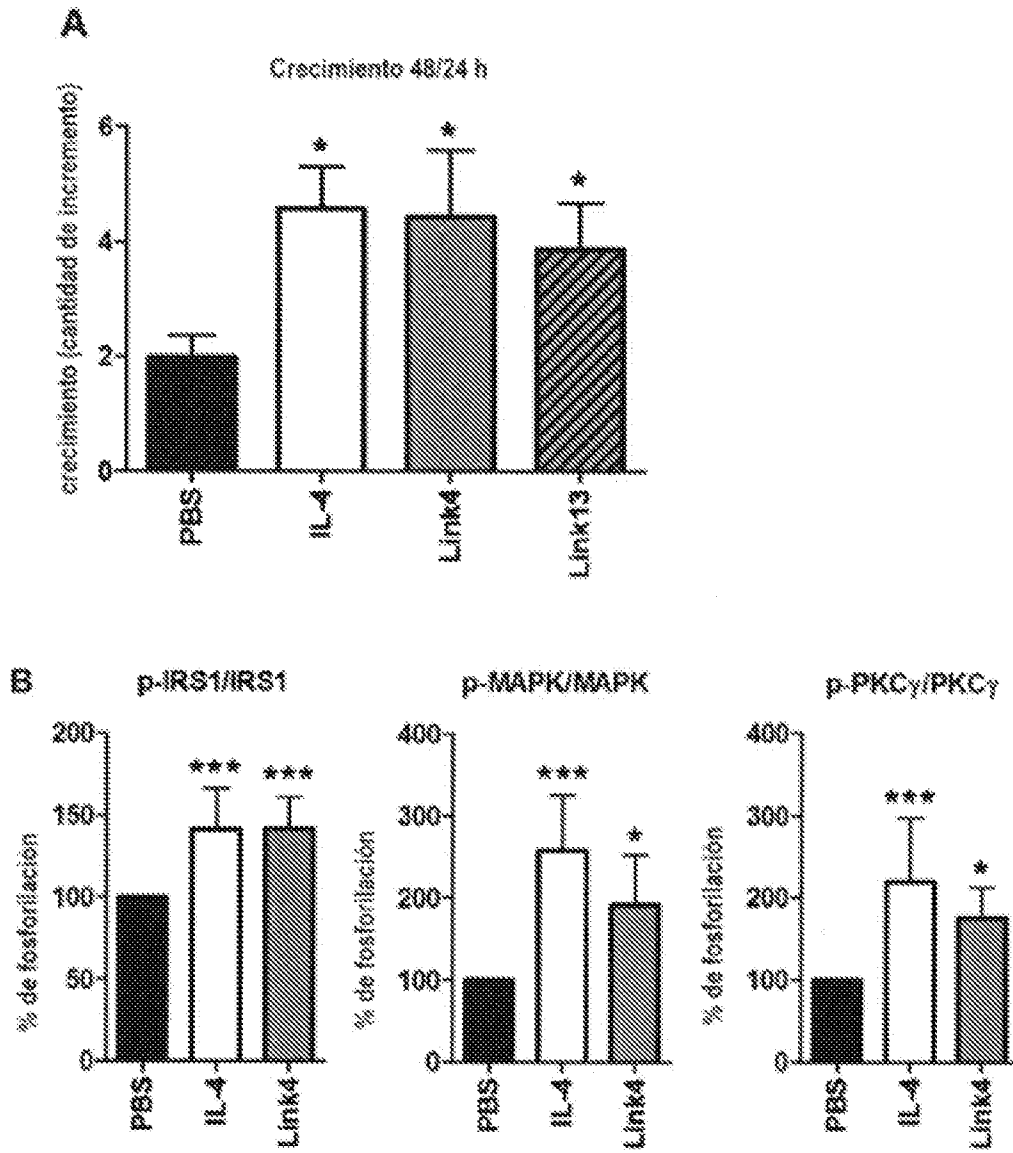 A
Crecimiento 48/24 h
crecimiento (cantidad de incremento)
6
4
2
0
*
*
*
PBS
IL-4
Link4
Link13
B
p-IRS1/IRS1
% de fosforilación
200
150
100
50
0
***
***
PBS
IL-4
Link4
p-MAPK/MAPK
% de fosforilación
400
300
200
100
0
***
*
PBS
IL-4
Link4
p-PKCγ/PKCγ
% de fosforilación
400
300
200
100
0
***
*
PBS
IL-4
Link4